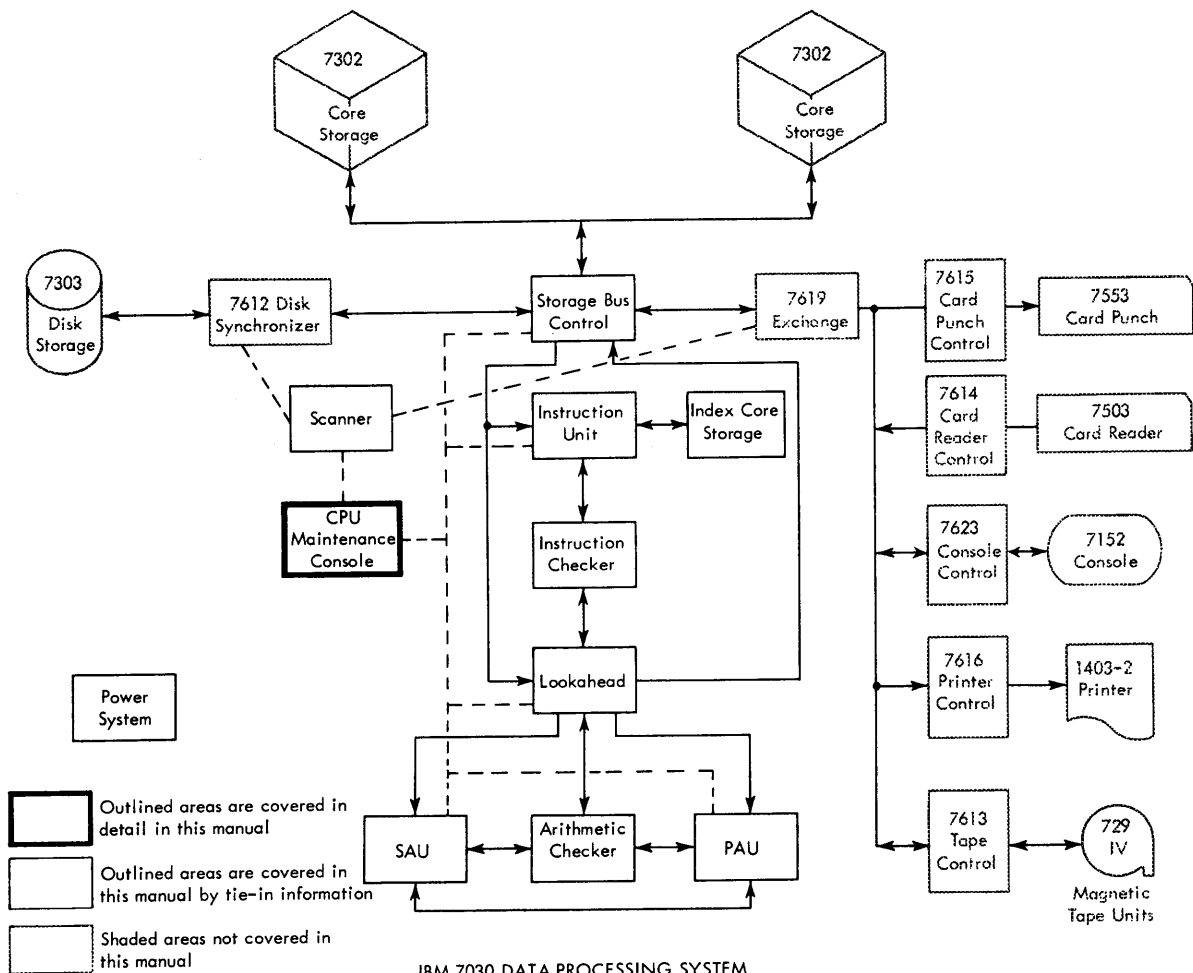 7302
Core
Storage
7302
Core
Storage
7303
Disk
Storage
7612 Disk
Synchronizer
Storage Bus
Control
7619
Exchange
7615
Card
Punch
Control
7553
Card Punch
Scanner
Instruction
Unit
Index Core
Storage
7614
Card
Reader
Control
7503
Card Reader
CPU
Maintenance
Console
Instruction
Checker
7623
Console
Control
7152
Console
Power
System
Lookahead
7616
Printer
Control
1403-2
Printer
SAU
Arithmetic
Checker
PAU
7613
Tape
Control
729
IV
Magnetic
Tape Units
Outlined areas are covered in
detail in this manual
Outlined areas are covered in
this manual by tie-in information
Shaded areas not covered in
this manual
IBM 7030 DATA PROCESSING SYSTEM